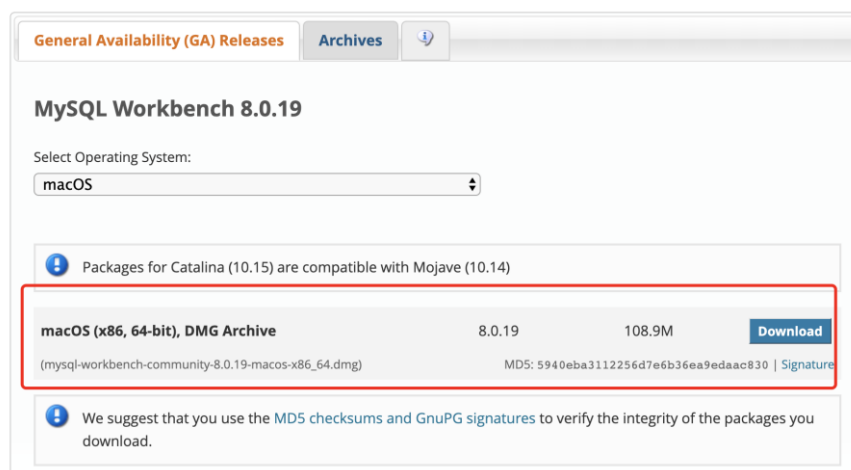 General Availability (GA) Releases
Archives
MySQL Workbench 8.0.19
Select Operating System:
macOS
Packages for Catalina (10.15) are compatible with Mojave (10.14)
macOS (x86, 64-bit), DMG Archive 8.0.19 108.9M Download
(mysql-workbench-community-8.0.19-macos-x86_64.dmg) MD5: 5940eba3112256d7e6b36ea9edaac830 | Signature
We suggest that you use the MD5 checksums and GnuPG signatures to verify the integrity of the packages you
download.